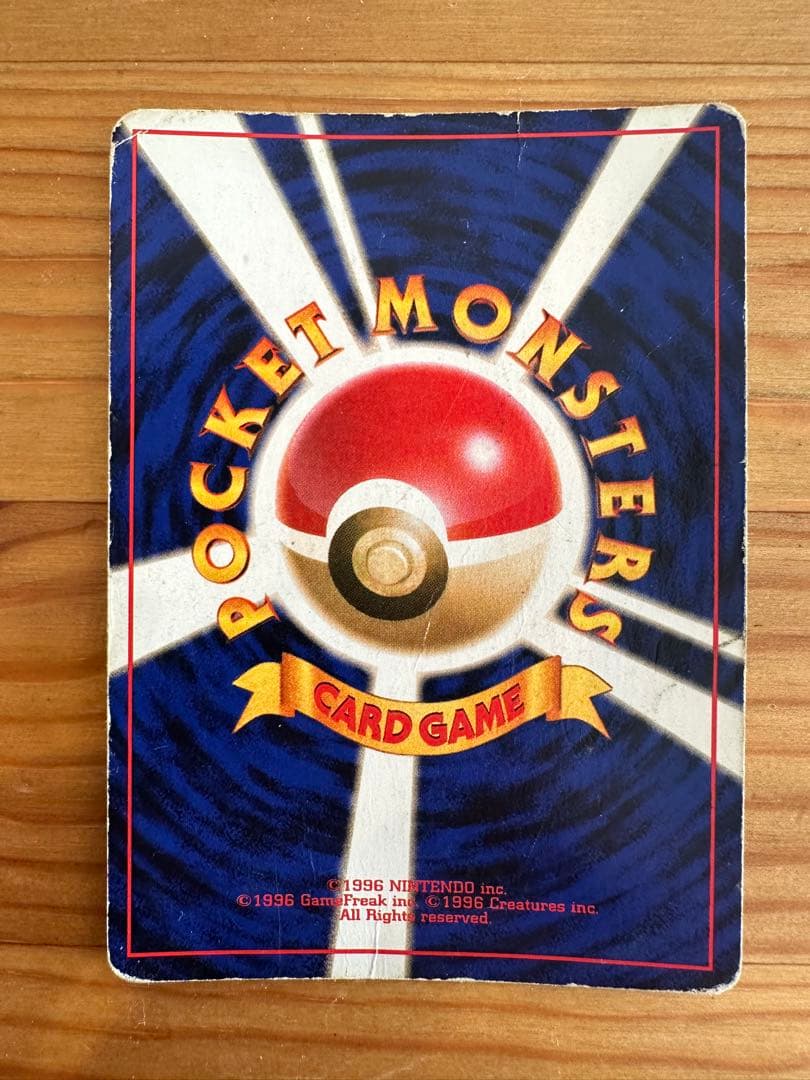 POCKET MONSTERS
CARD GAME
©1996 NINTENDO inc.
©1996 GameFreak inc. ©1996 Creatures inc.
All Rights reserved.